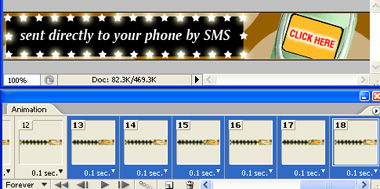 sent directly to your phone by SMS
CLICK HERE
100%
Doc: 82.3K/469.3K
Animation
12 13 14 15 16 17 18
0.1 sec. 0.1 sec. 0.1 sec. 0.1 sec. 0.1 sec. 0.1 sec. 0.1 sec.
Forever